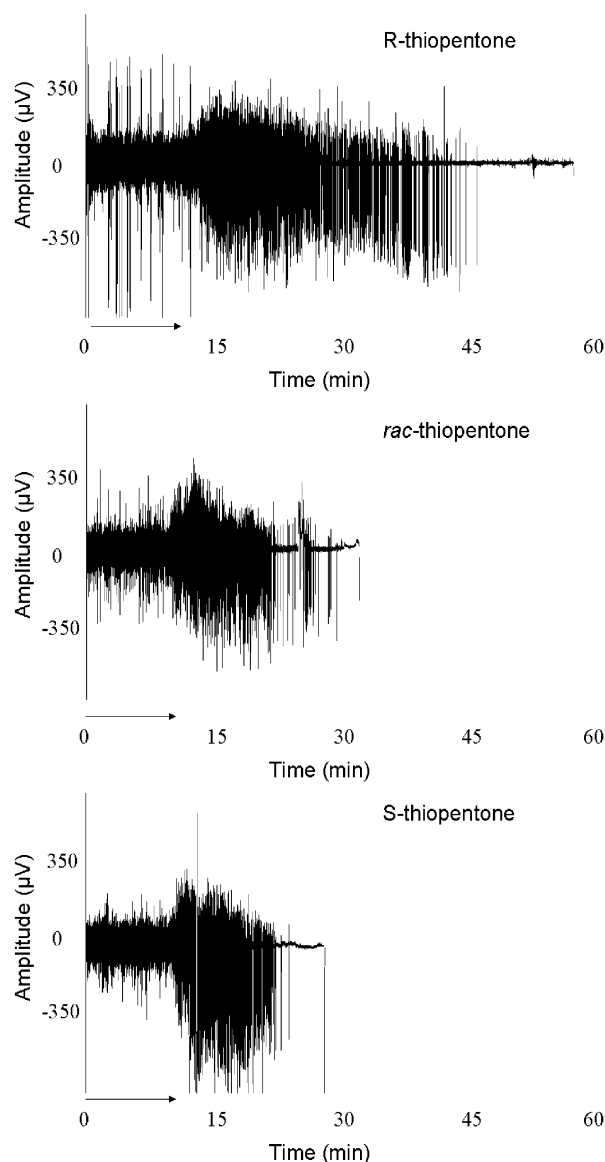 R-thiopentone
350
0
-350
Amplitude (µV)
0 15 30 45 60
Time (min)
rac-thiopentone
350
0
-350
Amplitude (µV)
0 15 30 45 60
Time (min)
S-thiopentone
350
0
-350
Amplitude (µV)
0 15 30 45 60
Time (min)